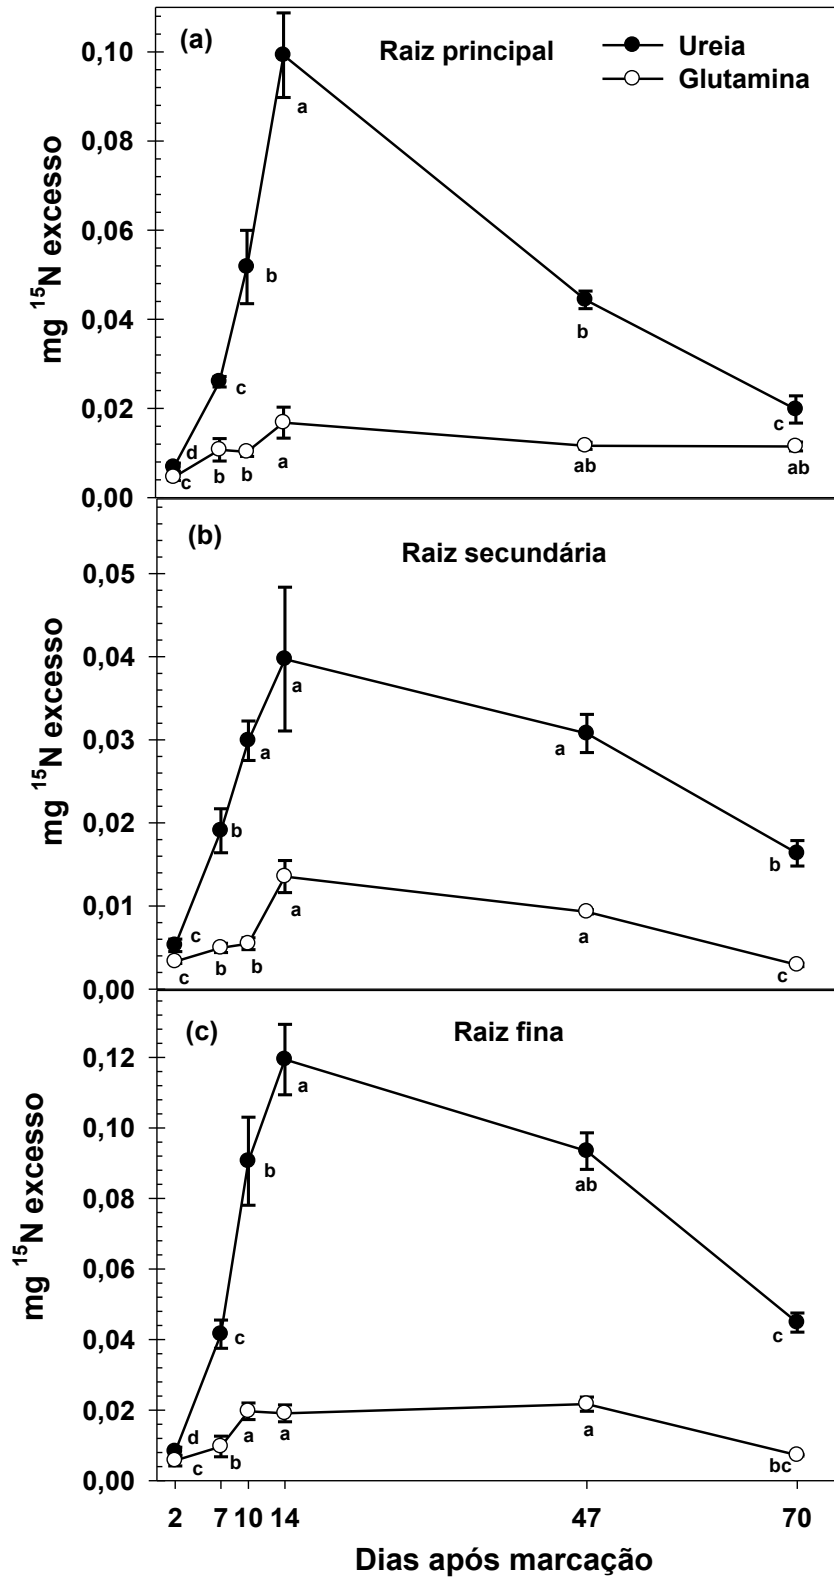 (a)
Raiz principal
Ureia
Glutamina
mg ¹⁵N excesso
0,10
0,08
0,06
0,04
0,02
0,00
a
b
c
d
b
c
c
b
b
a
ab
ab
(b)
Raiz secundária
mg ¹⁵N excesso
0,05
0,04
0,03
0,02
0,01
0,00
c
b
a
a
a
b
c
b
b
a
a
c
(c)
Raiz fina
mg ¹⁵N excesso
0,12
0,10
0,08
0,06
0,04
0,02
0,00
d
c
b
a
ab
c
c
b
a
a
a
bc
2 7 10 14 47 70
Dias após marcação